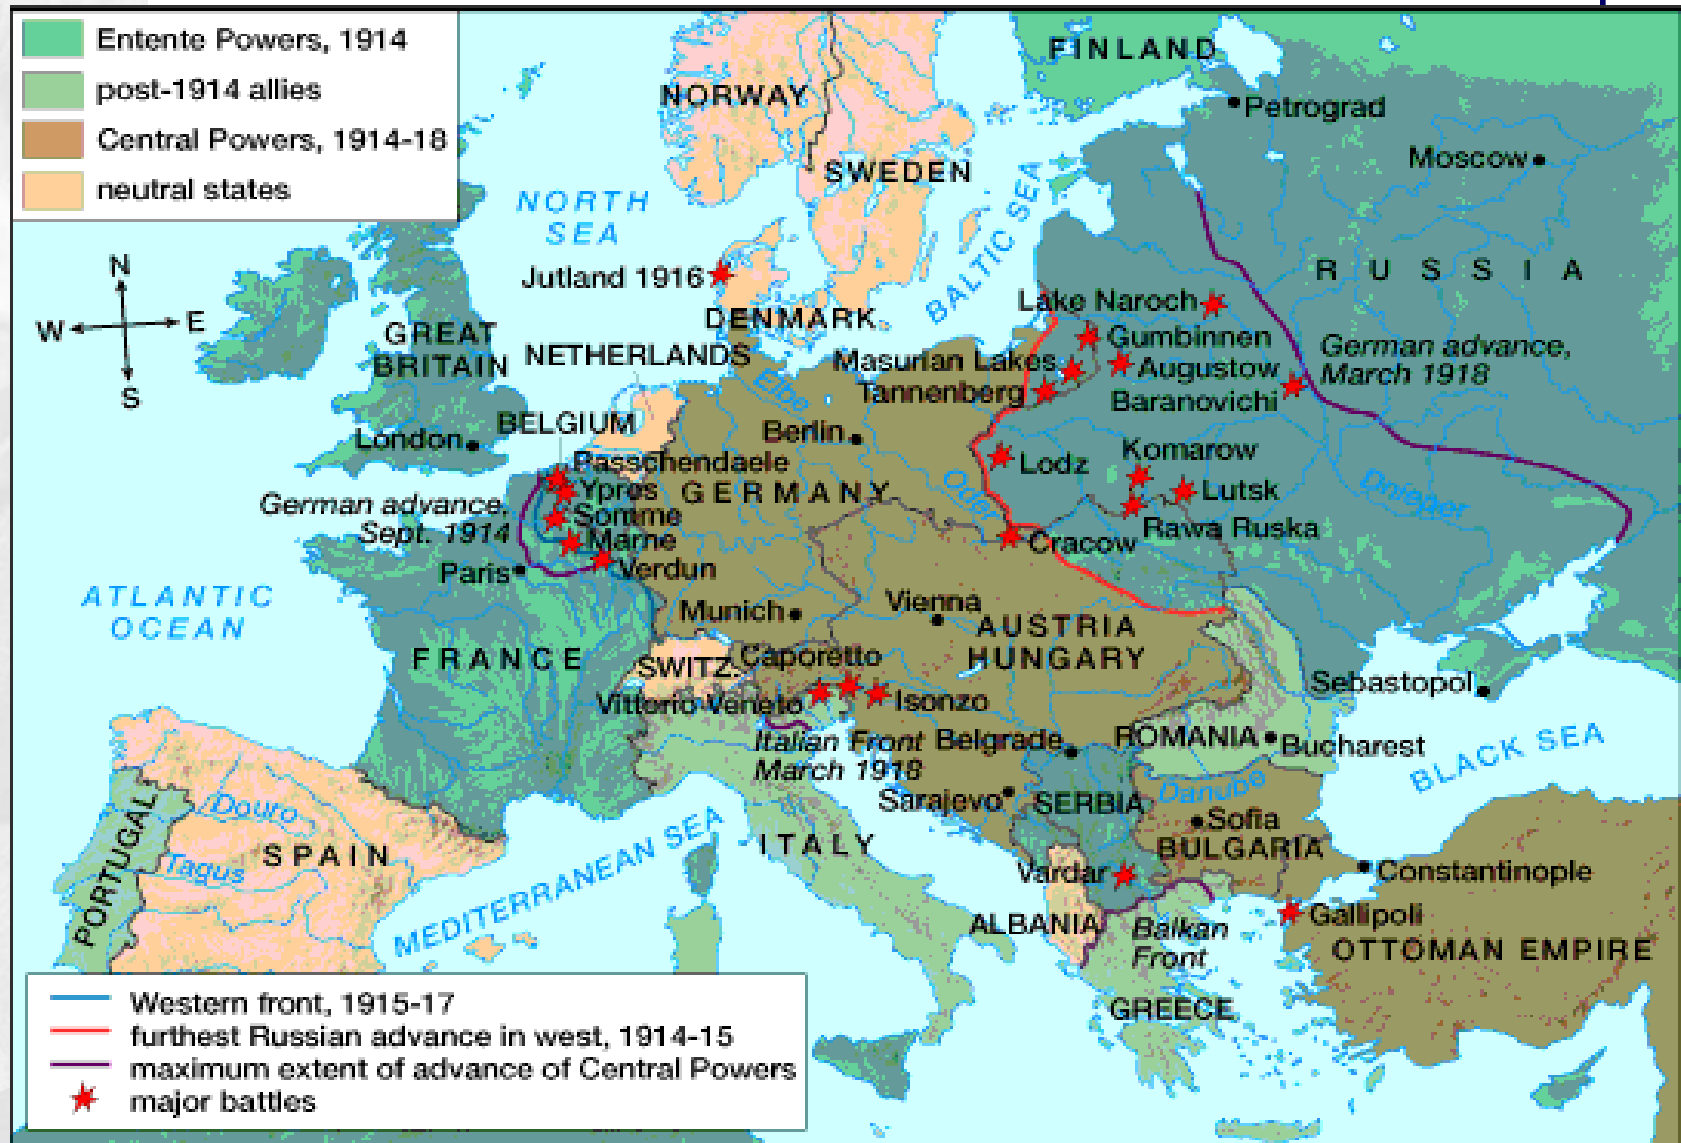 Entente Powers, 1914
post-1914 allies
Central Powers, 1914-18
neutral states
N
W
E
S
FINLAND
Petrograd
Moscow
NORWAY
SWEDEN
NORTH
SEA
BALTIC SEA
RUSSIA
Jutland 1916
DENMARK
Lake Naroch
Gumbinnen
Masurian Lakes
Augustow
Tannenberg
Baranovichi
German advance,
March 1918
GREAT
BRITAIN
NETHERLANDS
Elbe
BELGIUM
London
Berlin
Passchendaele
Ypres
GERMANY
Somme
Marne
Verdun
German advance,
Sept. 1914
Paris
Oder
Lodz
Komarow
Lutsk
Rawa Ruska
Cracow
Dnieper
ATLANTIC
OCEAN
Munich
Vienna
AUSTRIA
HUNGARY
FRANCE
SWITZ.
Caporetto
Vittorio Veneto
Isonzo
Sebastopol
Italian Front
March 1918
Belgrade
ROMANIA
Bucharest
BLACK SEA
Sarajevo
SERBIA
Danube
Sofia
BULGARIA
PORTUGAL
Douro
SPAIN
Tagus
MEDITERRANEAN SEA
ITALY
Vardar
Constantinople
ALBANIA
Balkan
Front
Gallipoli
OTTOMAN EMPIRE
GREECE
Western front, 1915-17
furthest Russian advance in west, 1914-15
maximum extent of advance of Central Powers
major battles